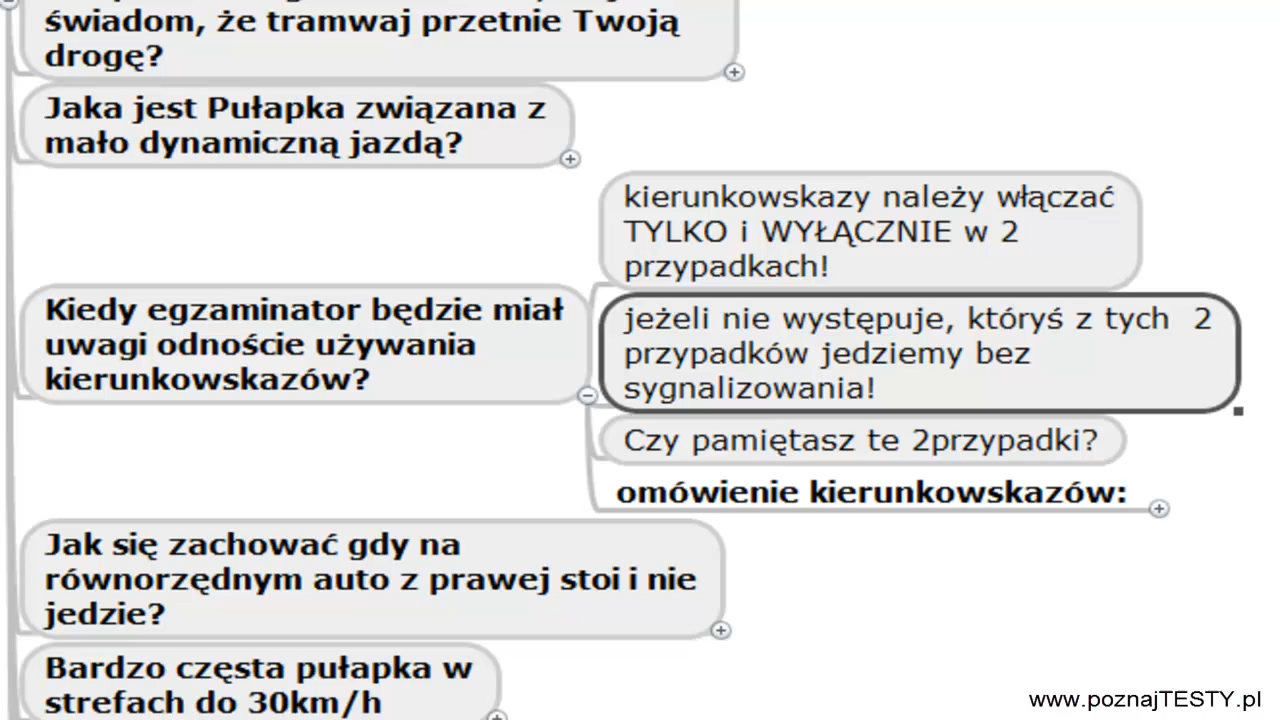 świadom, że tramwaj przetnie Twoją
drogę?
Jaka jest Pułapka związana z
mało dynamiczną jazdą?
Kiedy egzaminator będzie miał
uwagi odnoście używania
kierunkowskazów?
kierunkowskazy należy włączać
TYLKO i WYŁĄCZNIE w 2
przypadkach!
jeżeli nie występuje, któryś z tych  2
przypadków jedziemy bez
sygnalizowania!
Czy pamiętasz te 2przypadki?
omówienie kierunkowskazów:
Jak się zachować gdy na
równorzędnym auto z prawej stoi i nie
jedzie?
Bardzo częsta pułapka w
strefach do 30km/h
www.poznajTESTY.pl